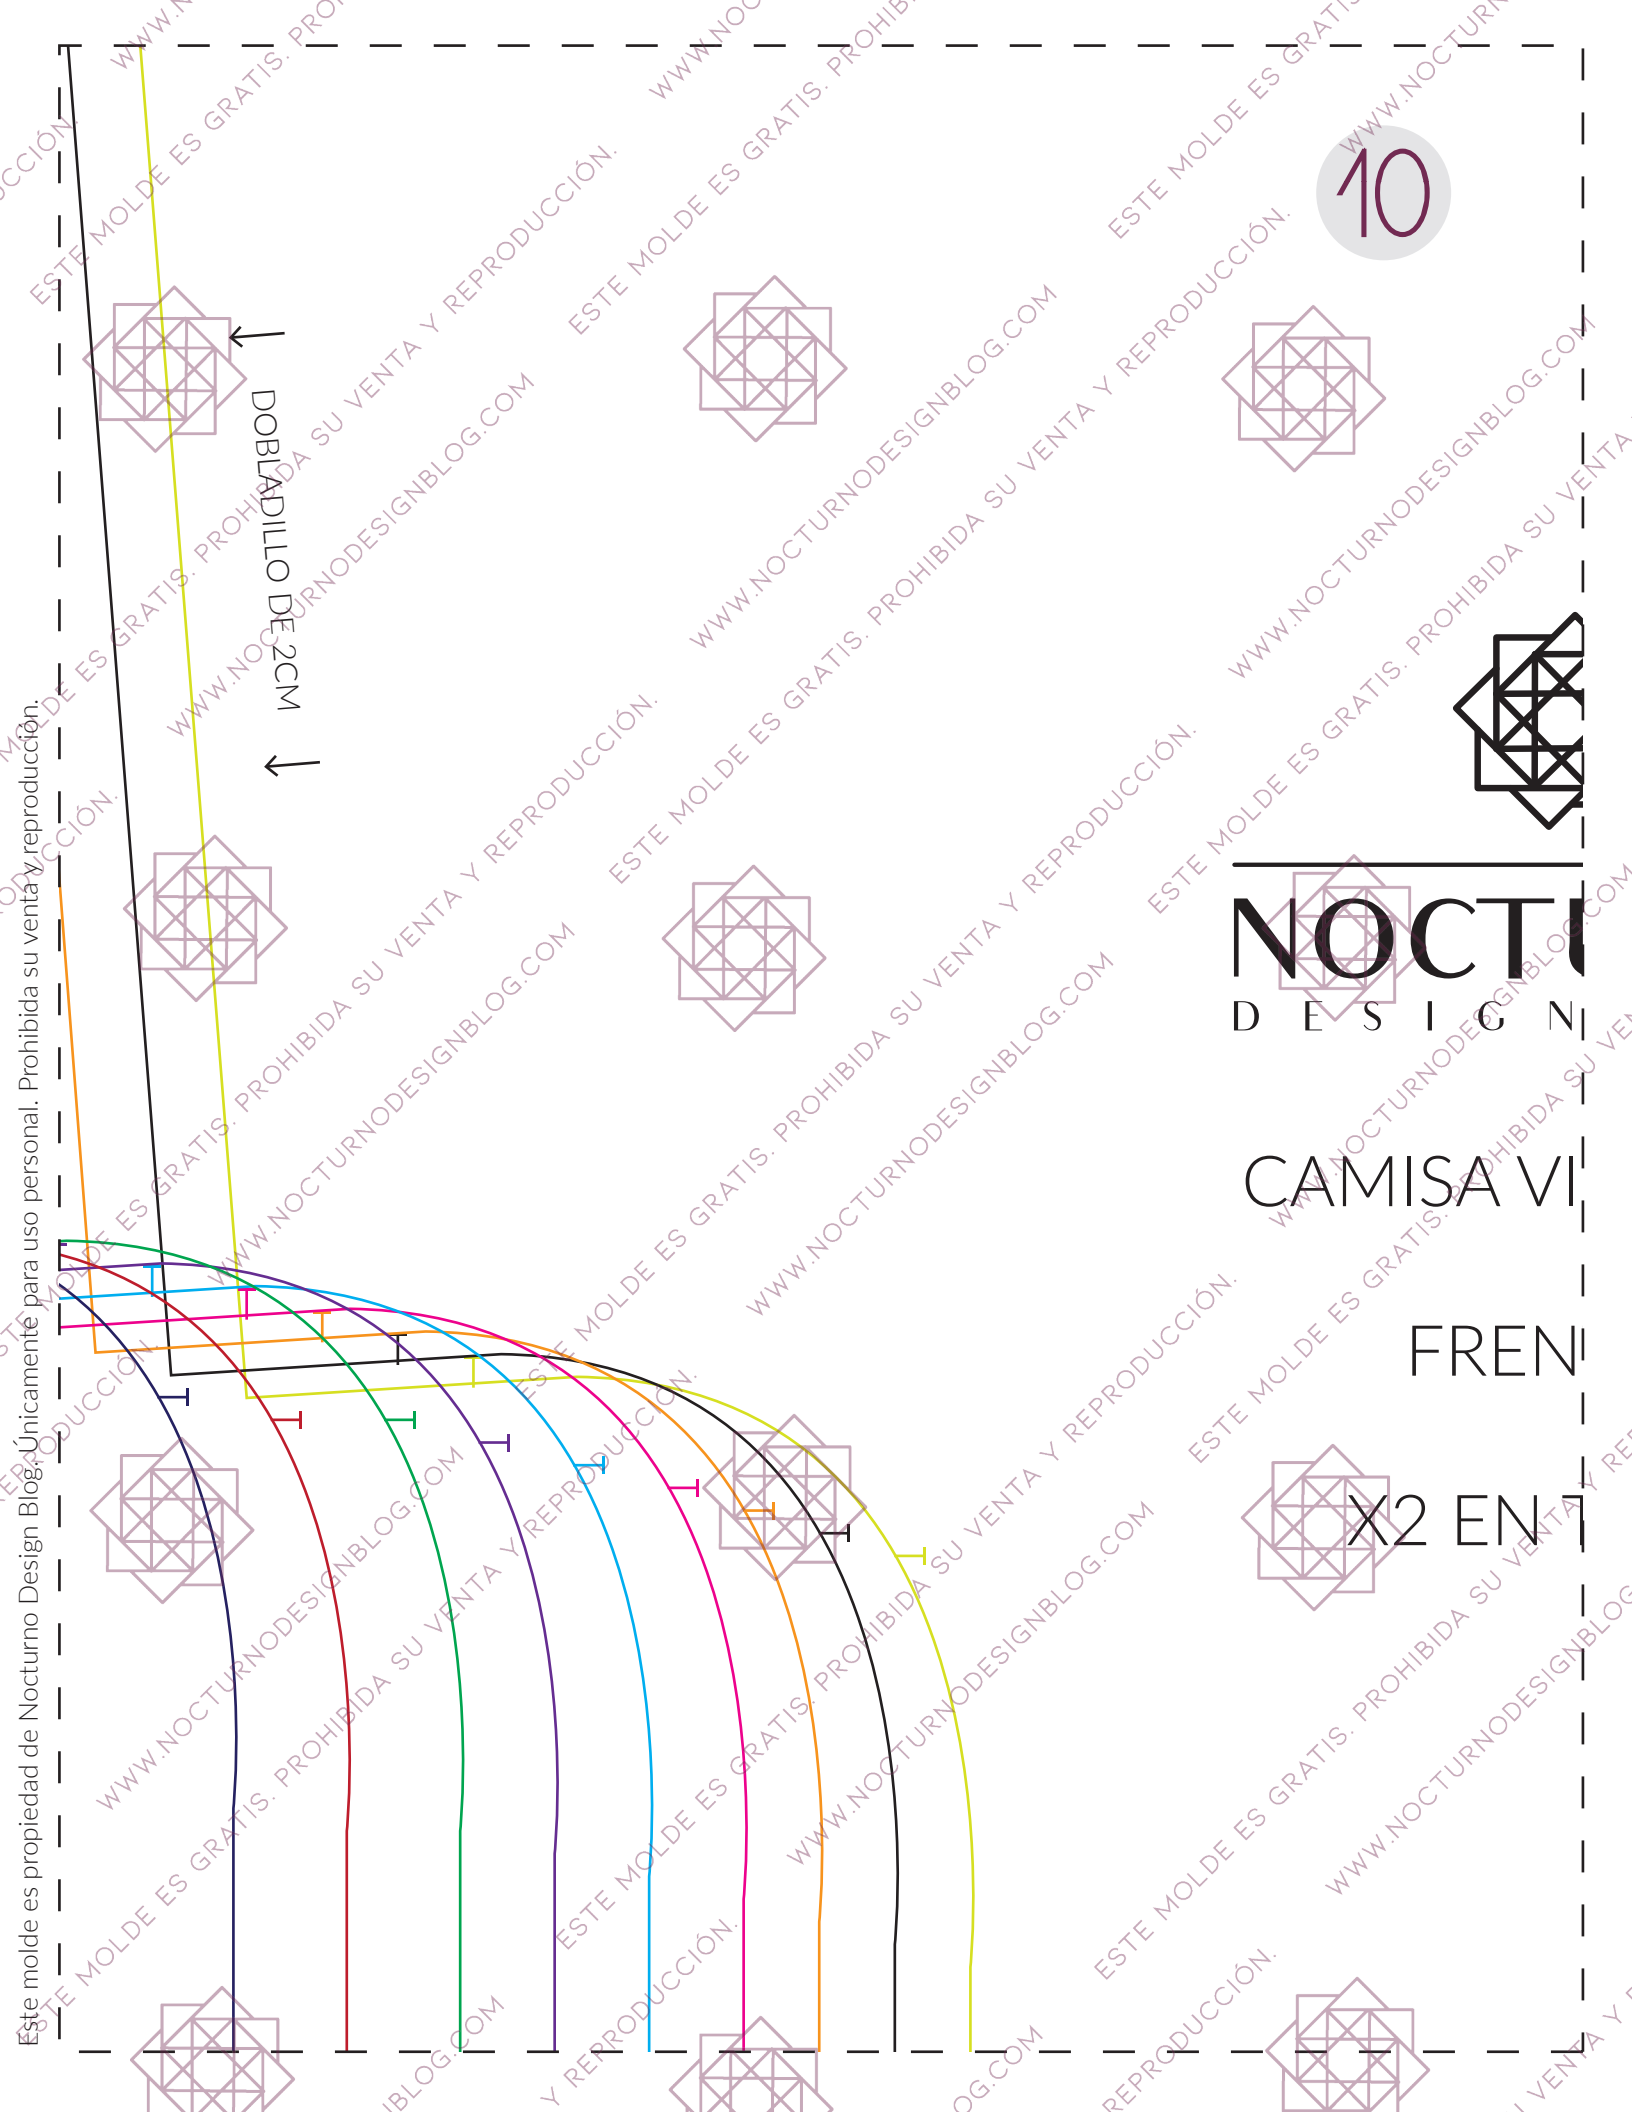 10
DOBLADILLO DE 2CM
NOCTU
DESIGN
CAMISA VI
FREN
X2 EN T
Este molde es propiedad de Nocturno Design Blog.Únicamente para uso personal. Prohibida su venta y reproducción.
ESTE MOLDE ES GRATIS. PROHIBIDA SU VENTA Y REPRODUCCIÓN.
WWW.NOCTURNODESIGNBLOG.COM